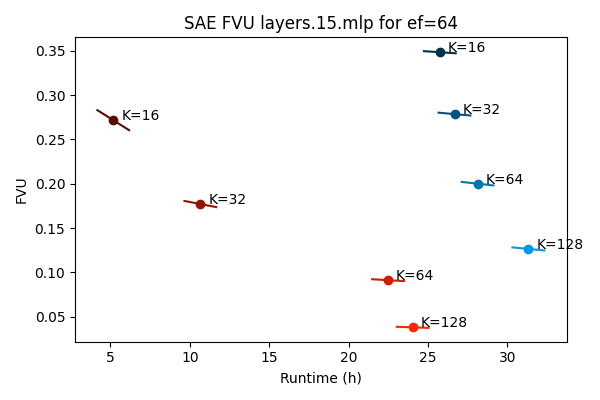 SAE FVU layers.15.mlp for ef=64
FVU
0.35
0.30
0.25
0.20
0.15
0.10
0.05
K=16
K=16
K=32
K=32
K=64
K=128
K=64
K=128
5
10
15
20
25
30
Runtime (h)